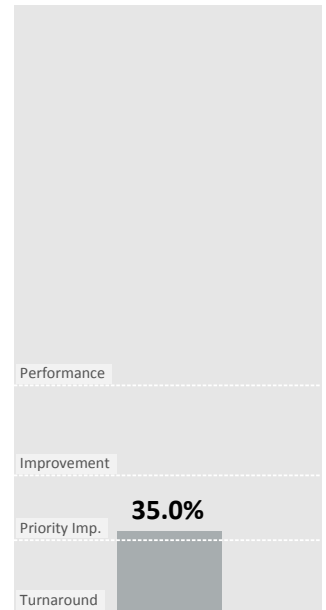 Performance
Improvement
35.0%
Priority Imp.
Turnaround